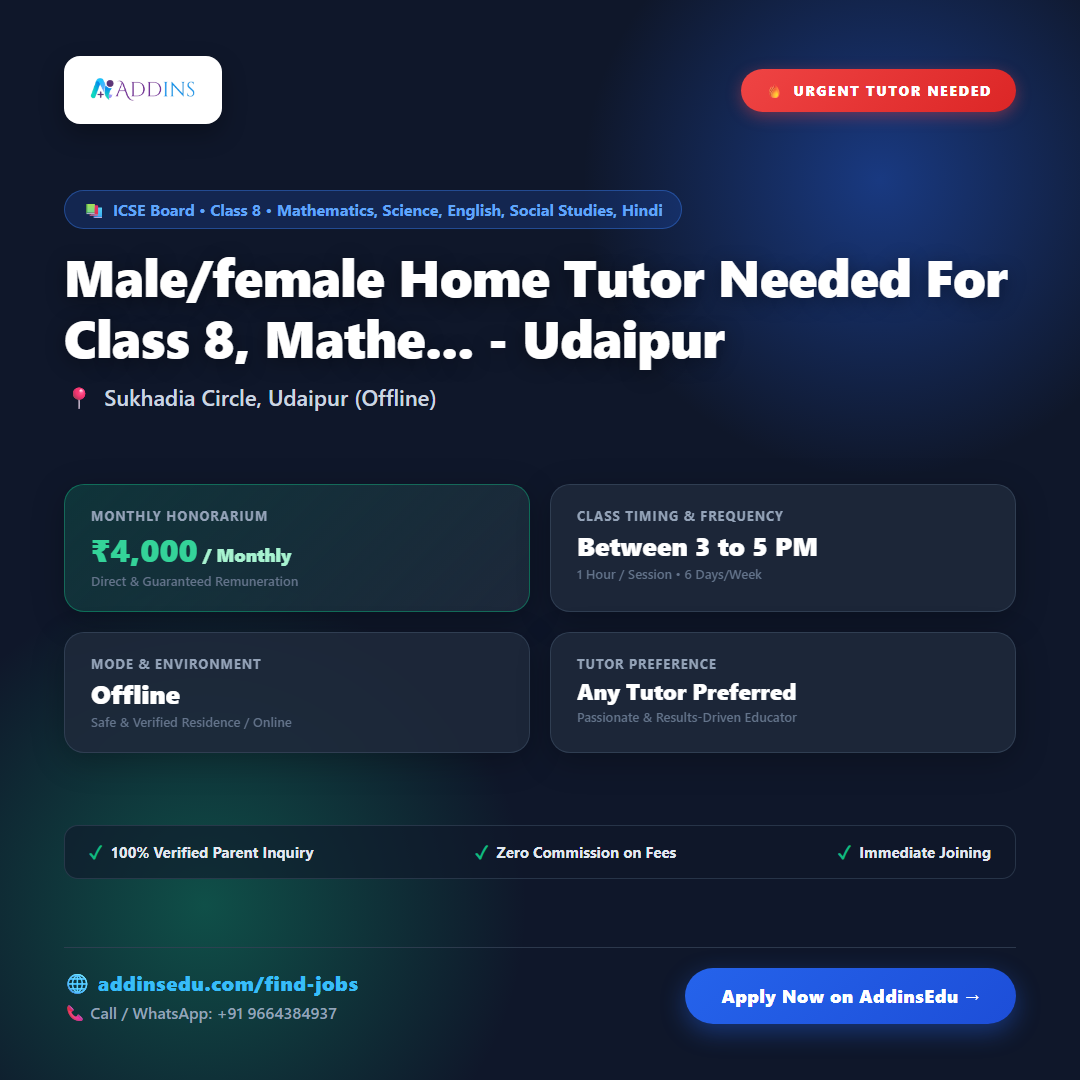 ADDINS
URGENT TUTOR NEEDED
ICSE Board • Class 8 • Mathematics, Science, English, Social Studies, Hindi
Male/female Home Tutor Needed For
Class 8, Mathe... - Udaipur
Sukhadia Circle, Udaipur (Offline)
MONTHLY HONORARIUM
₹4,000 / Monthly
Direct & Guaranteed Remuneration
CLASS TIMING & FREQUENCY
Between 3 to 5 PM
1 Hour / Session • 6 Days/Week
MODE & ENVIRONMENT
Offline
Safe & Verified Residence / Online
TUTOR PREFERENCE
Any Tutor Preferred
Passionate & Results-Driven Educator
✓ 100% Verified Parent Inquiry
✓ Zero Commission on Fees
✓ Immediate Joining
addinsedu.com/find-jobs
Call / WhatsApp: +91 9664384937
Apply Now on AddinsEdu →